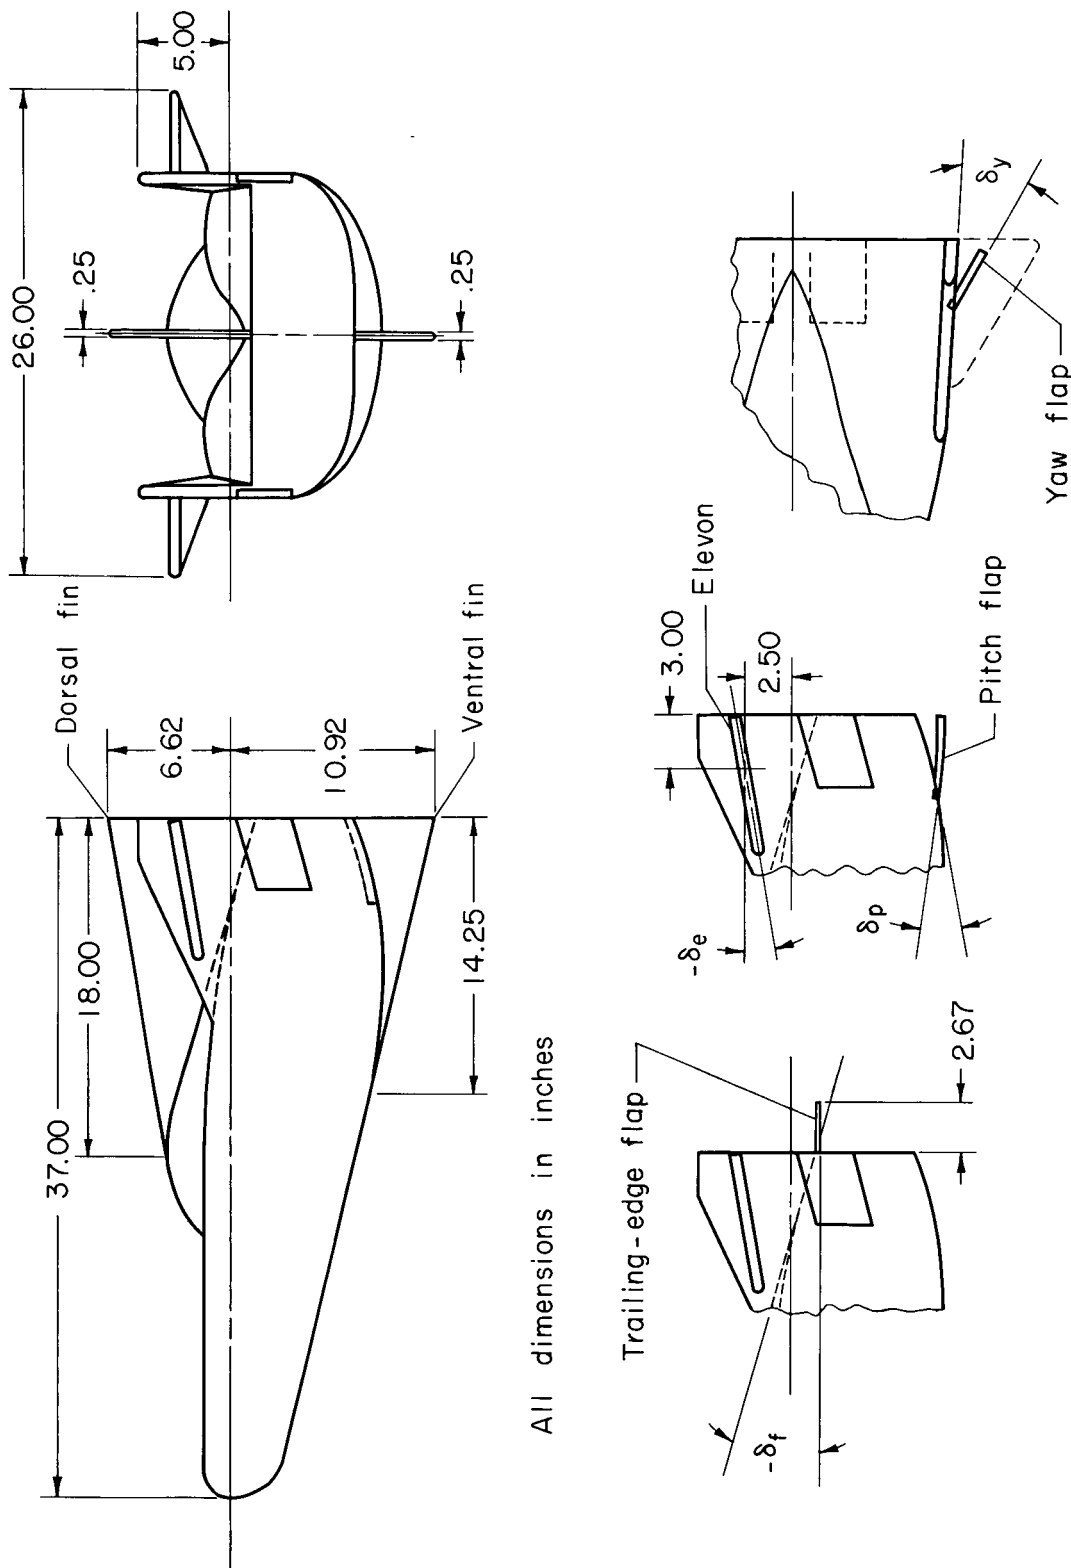 26.00
5.00
.25
.25
Dorsal fin
Ventral fin
37.00
18.00
6.62
10.92
14.25
All dimensions in inches
Trailing-edge flap
-δf
2.67
3.00
Elevon
2.50
-δe
δp
Pitch flap
δy
Yaw flap